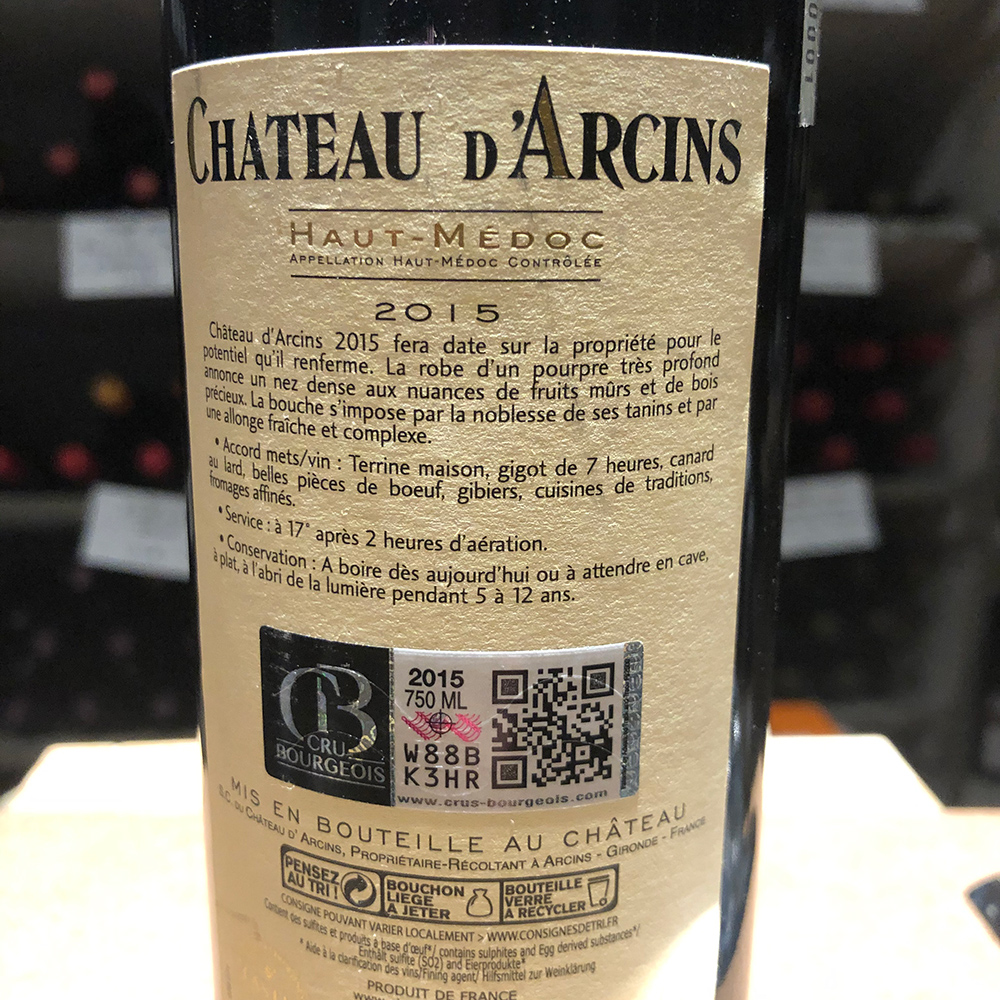 CHATEAU D'ARCINS
HAUT-MÉDOC
APPELLATION HAUT-MÉDOC CONTRÔLÉE
2015
Château d'Arcins 2015 fera date sur la propriété pour le
potentiel qu'il renferme. La robe d'un pourpre très profond
annonce un nez dense aux nuances de fruits mûrs et de bois
précieux. La bouche s'impose par la noblesse de ses tanins et par
une allonge fraîche et complexe.
• Accord mets/vin : Terrine maison, gigot de 7 heures, canard
au lard, belles pièces de boeuf, gibiers, cuisines de traditions,
fromages affinés.
• Service : à 17° après 2 heures d'aération.
• Conservation : A boire dès aujourd'hui ou à attendre en cave,
à plat, à l'abri de la lumière pendant 5 à 12 ans.
CB
CRU
BOURGEOIS
2015
750 ML
W88B
K3HR
www.crus-bourgeois.com
MIS EN BOUTEILLE AU CHÂTEAU
S.C. DU CHÂTEAU D'ARCINS, PROPRIÉTAIRE-RÉCOLTANT À ARCINS - GIRONDE - FRANCE
PENSEZ
AU TRI !
BOUCHON
LIÈGE
À JETER
BOUTEILLE
VERRE
À RECYCLER
CONSIGNE POUVANT VARIER LOCALEMENT > WWW.CONSIGNESDETRI.FR
Contient des sulfites et produits à base d'œuf*/ contains sulphites and Egg derived substances*/
Enthält sulfite (SO2) and Eierprodukte*
* Aide à la clarification des vins/Fining agent/ Hilfsmittel zur Weinklärung
PRODUIT DE FRANCE